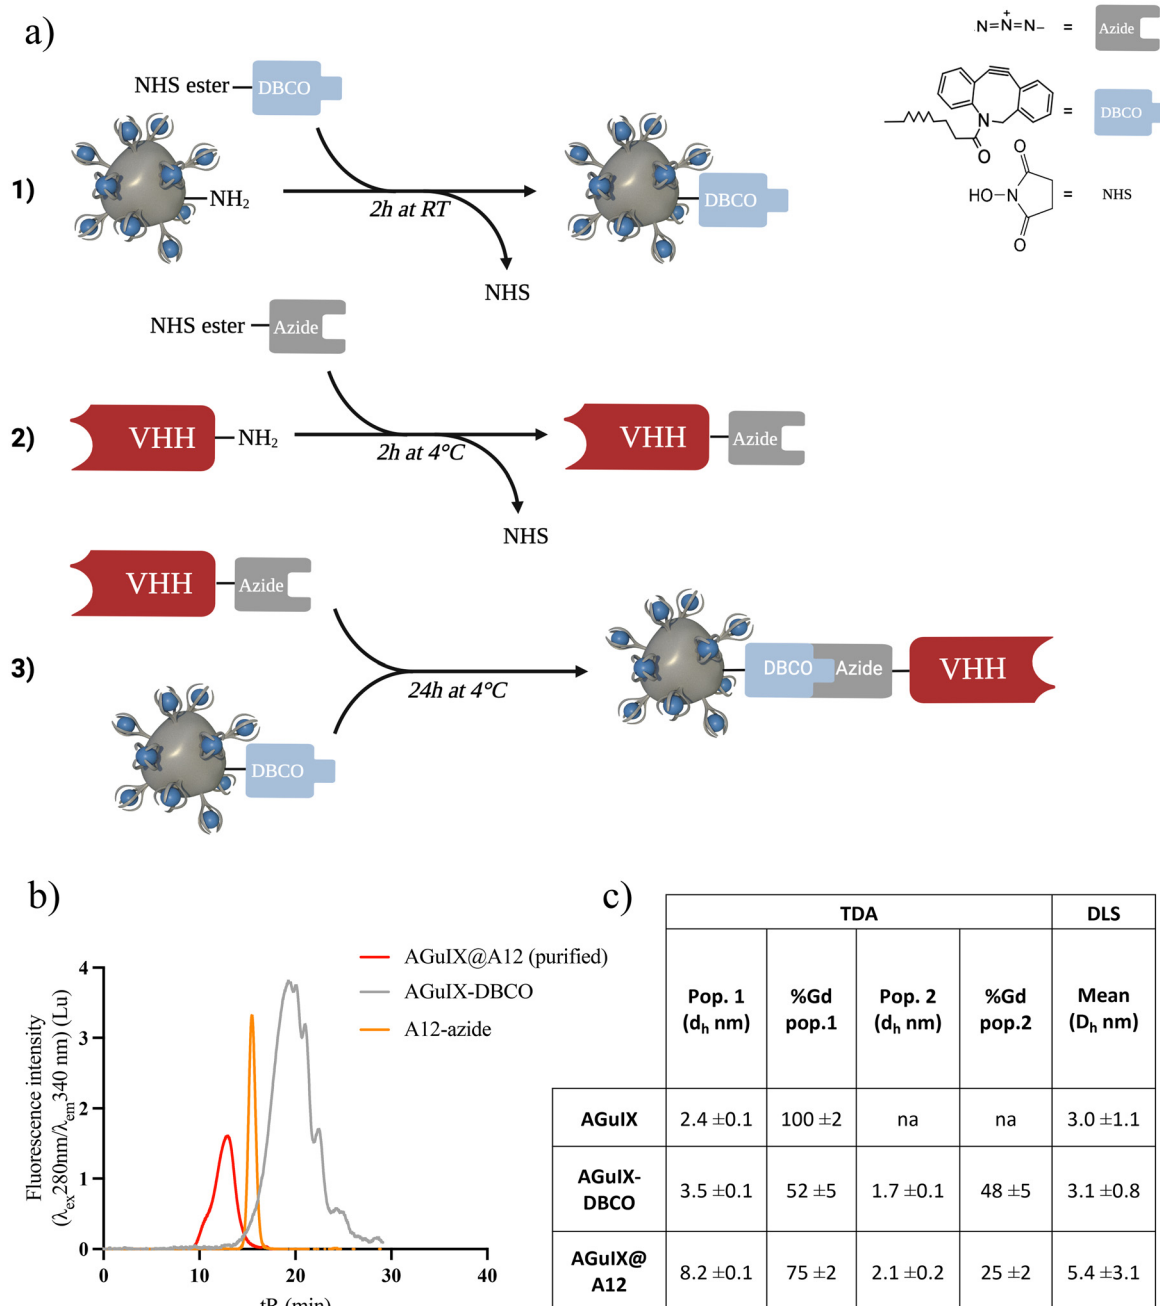 a)
N=N=N–
+
=
Azide
NHS ester
DBCO
N
O
=
DBCO
1)
NH2
2h at RT
DBCO
HO
N
O
O
=
NHS
NHS
NHS ester
Azide
2)
VHH
NH2
2h at 4°C
VHH
Azide
NHS
VHH
Azide
3)
24h at 4°C
DBCO
Azide
VHH
DBCO
b)
AGuIX@A12 (purified)
AGuIX-DBCO
A12-azide
Fluorescence intensity
(λex280nm/λem340 nm) (Lu)
4
3
2
1
0
0 10 20 30 40
tR (min)
c)
TDA DLS
Pop. 1 (dh nm) %Gd pop.1 Pop. 2 (dh nm) %Gd pop.2 Mean (Dh nm)
AGuIX 2.4 ±0.1 100 ±2 na na 3.0 ±1.1
AGuIX-DBCO 3.5 ±0.1 52 ±5 1.7 ±0.1 48 ±5 3.1 ±0.8
AGuIX@A12 8.2 ±0.1 75 ±2 2.1 ±0.2 25 ±2 5.4 ±3.1